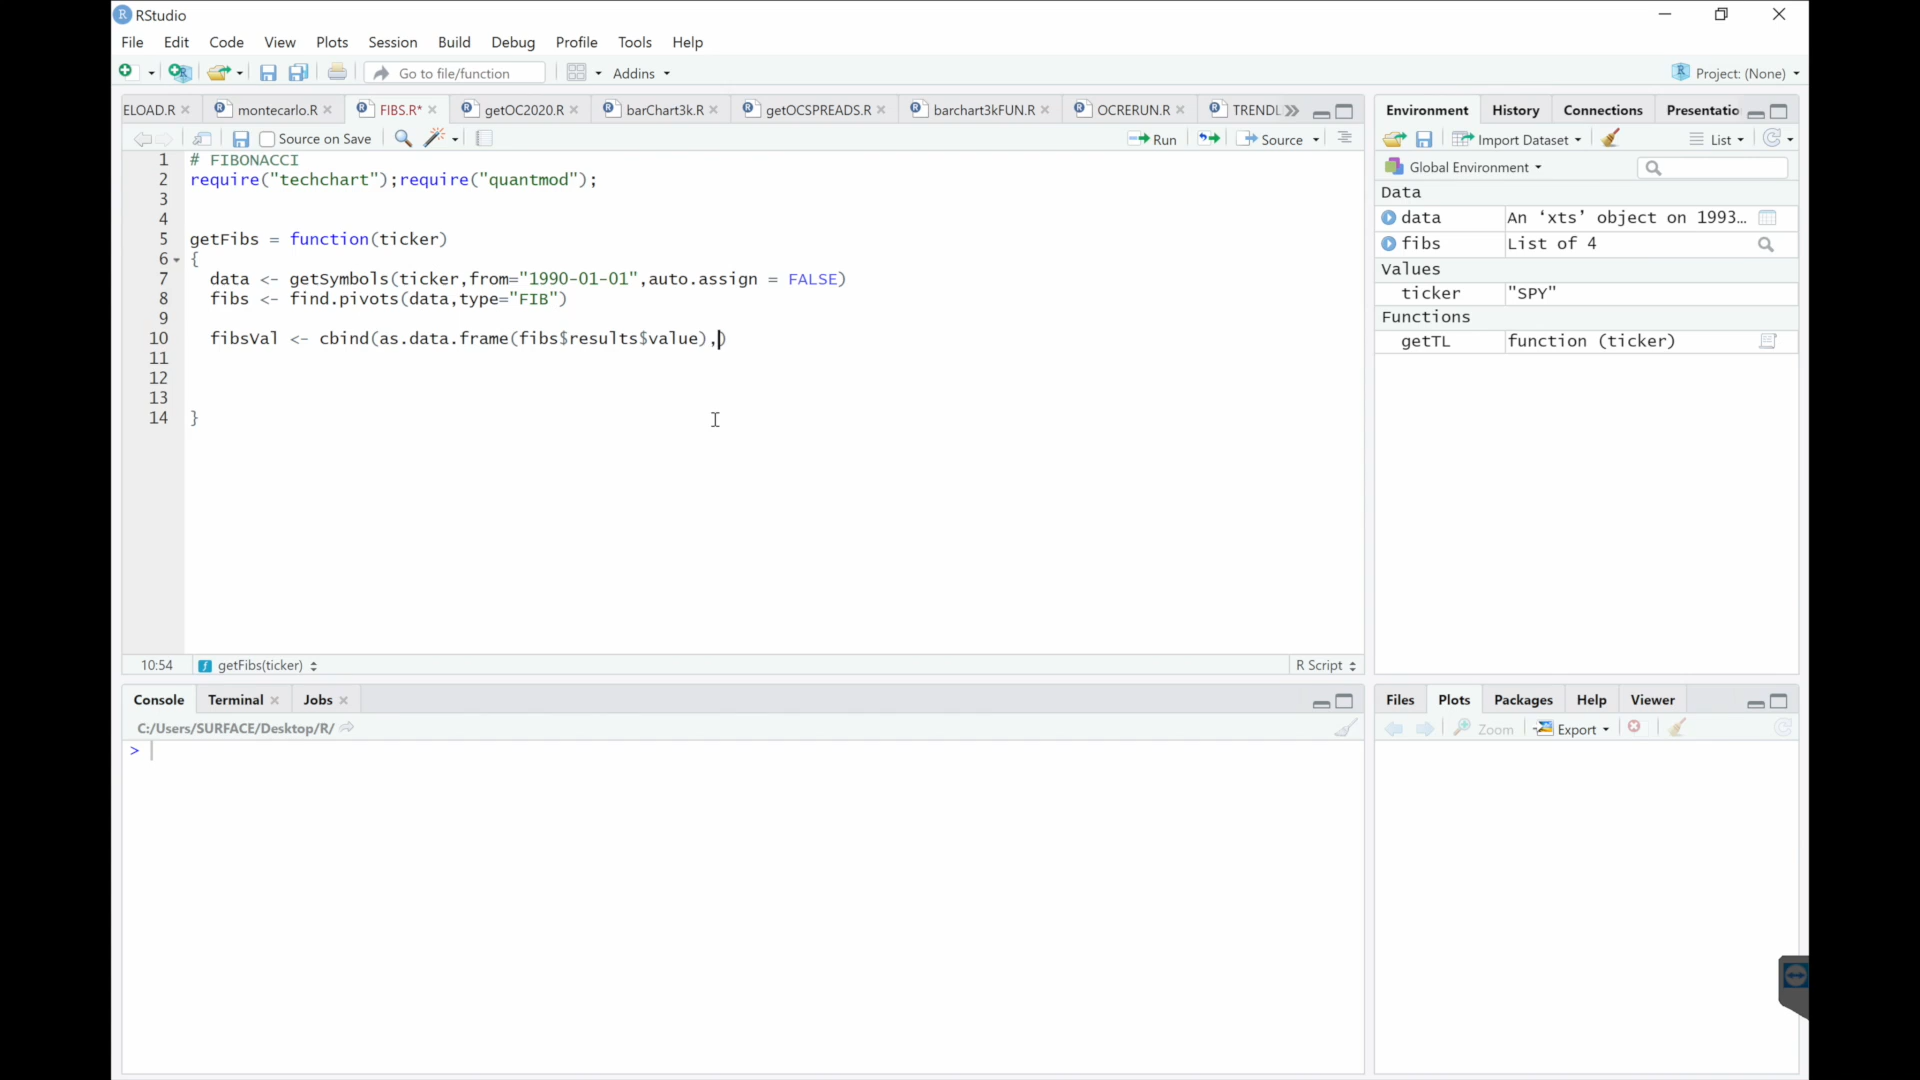 RStudio
File Edit Code View Plots Session Build Debug Profile Tools Help
Go to file/function Addins Project: (None)
ELOAD.R montecarlo.R FIBS.R* getOC2020.R barChart3k.R getOCSPREADS.R barchart3kFUN.R OCRERUN.R TRENDL
Source on Save Run Source
1 # FIBONACCI
2 require("techchart");require("quantmod");
3
4
5 getFibs = function(ticker)
6 {
7 data <- getSymbols(ticker,from="1990-01-01",auto.assign = FALSE)
8 fibs <- find.pivots(data,type="FIB")
9
10 fibsVal <- cbind(as.data.frame(fibs$results$value),)
11
12
13
14 }
10:54 getFibs(ticker) R Script
Console Terminal Jobs
C:/Users/SURFACE/Desktop/R/
>
Environment History Connections Presentatio
Import Dataset List
Global Environment
Data
data An ‘xts’ object on 1993…
fibs List of 4
Values
ticker "SPY"
Functions
getTL function (ticker)
Files Plots Packages Help Viewer
Zoom Export